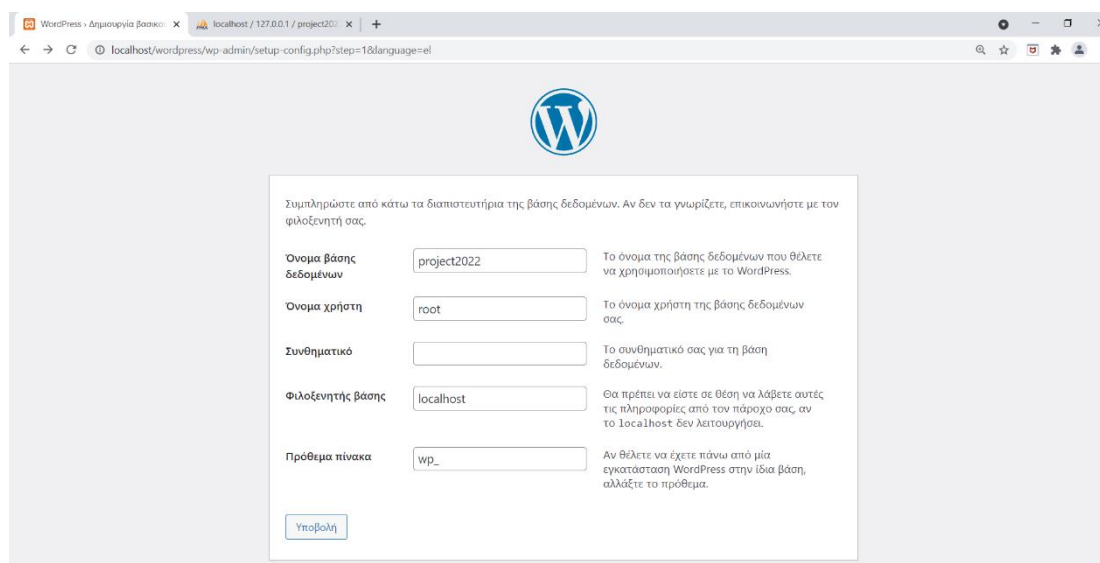 WordPress › Δημιουργία βασικο
localhost / 127.0.0.1 / project202
localhost/wordpress/wp-admin/setup-config.php?step=1&language=el
Συμπληρώστε από κάτω τα διαπιστευτήρια της βάσης δεδομένων. Αν δεν τα γνωρίζετε, επικοινωνήστε με τον
φιλοξενητή σας.
Όνομα βάσης
δεδομένων
project2022
Το όνομα της βάσης δεδομένων που θέλετε
να χρησιμοποιήσετε με το WordPress.
Όνομα χρήστη
root
Το όνομα χρήστη της βάσης δεδομένων
σας.
Συνθηματικό
Το συνθηματικό σας για τη βάση
δεδομένων.
Φιλοξενητής βάσης
localhost
Θα πρέπει να είστε σε θέση να λάβετε αυτές
τις πληροφορίες από τον πάροχο σας, αν
το localhost δεν λειτουργήσει.
Πρόθεμα πίνακα
wp_
Αν θέλετε να έχετε πάνω από μία
εγκατάσταση WordPress στην ίδια βάση,
αλλάξτε το πρόθεμα.
Υποβολή